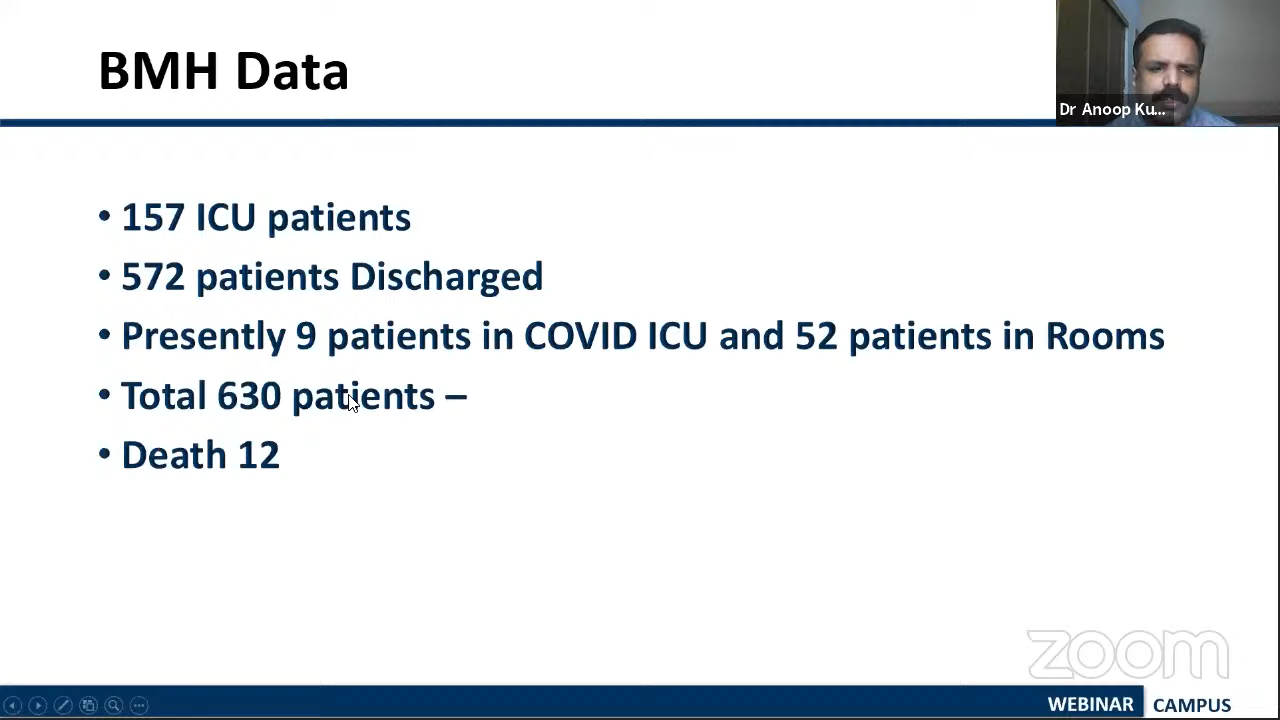 BMH Data
Dr Anoop Ku...
• 157 ICU patients
• 572 patients Discharged
• Presently 9 patients in COVID ICU and 52 patients in Rooms
• Total 630 patients –
• Death 12
zoom
WEBINAR CAMPUS